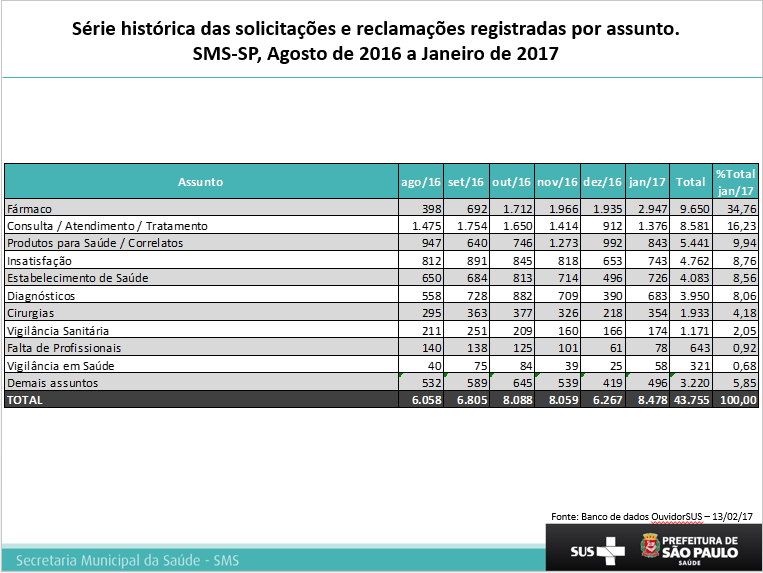 Série histórica das solicitações e reclamações registradas por assunto.
SMS-SP, Agosto de 2016 a Janeiro de 2017
Assunto ago/16 set/16 out/16 nov/16 dez/16 jan/17 Total %Total jan/17
Fármaco 398 692 1.712 1.966 1.935 2.947 9.650 34,76
Consulta / Atendimento / Tratamento 1.475 1.754 1.650 1.414 912 1.376 8.581 16,23
Produtos para Saúde / Correlatos 947 640 746 1.273 992 843 5.441 9,94
Insatisfação 812 891 845 818 653 743 4.762 8,76
Estabelecimento de Saúde 650 684 813 714 496 726 4.083 8,56
Diagnósticos 558 728 882 709 390 683 3.950 8,06
Cirurgias 295 363 377 326 218 354 1.933 4,18
Vigilância Sanitária 211 251 209 160 166 174 1.171 2,05
Falta de Profissionais 140 138 125 101 61 78 643 0,92
Vigilância em Saúde 40 75 84 39 25 58 321 0,68
Demais assuntos 532 589 645 539 419 496 3.220 5,85
TOTAL 6.058 6.805 8.088 8.059 6.267 8.478 43.755 100,00
Fonte: Banco de dados OuvidorSUS – 13/02/17
Secretaria Municipal da Saúde - SMS
SUS
PREFEITURA DE
SÃO PAULO
SAÚDE